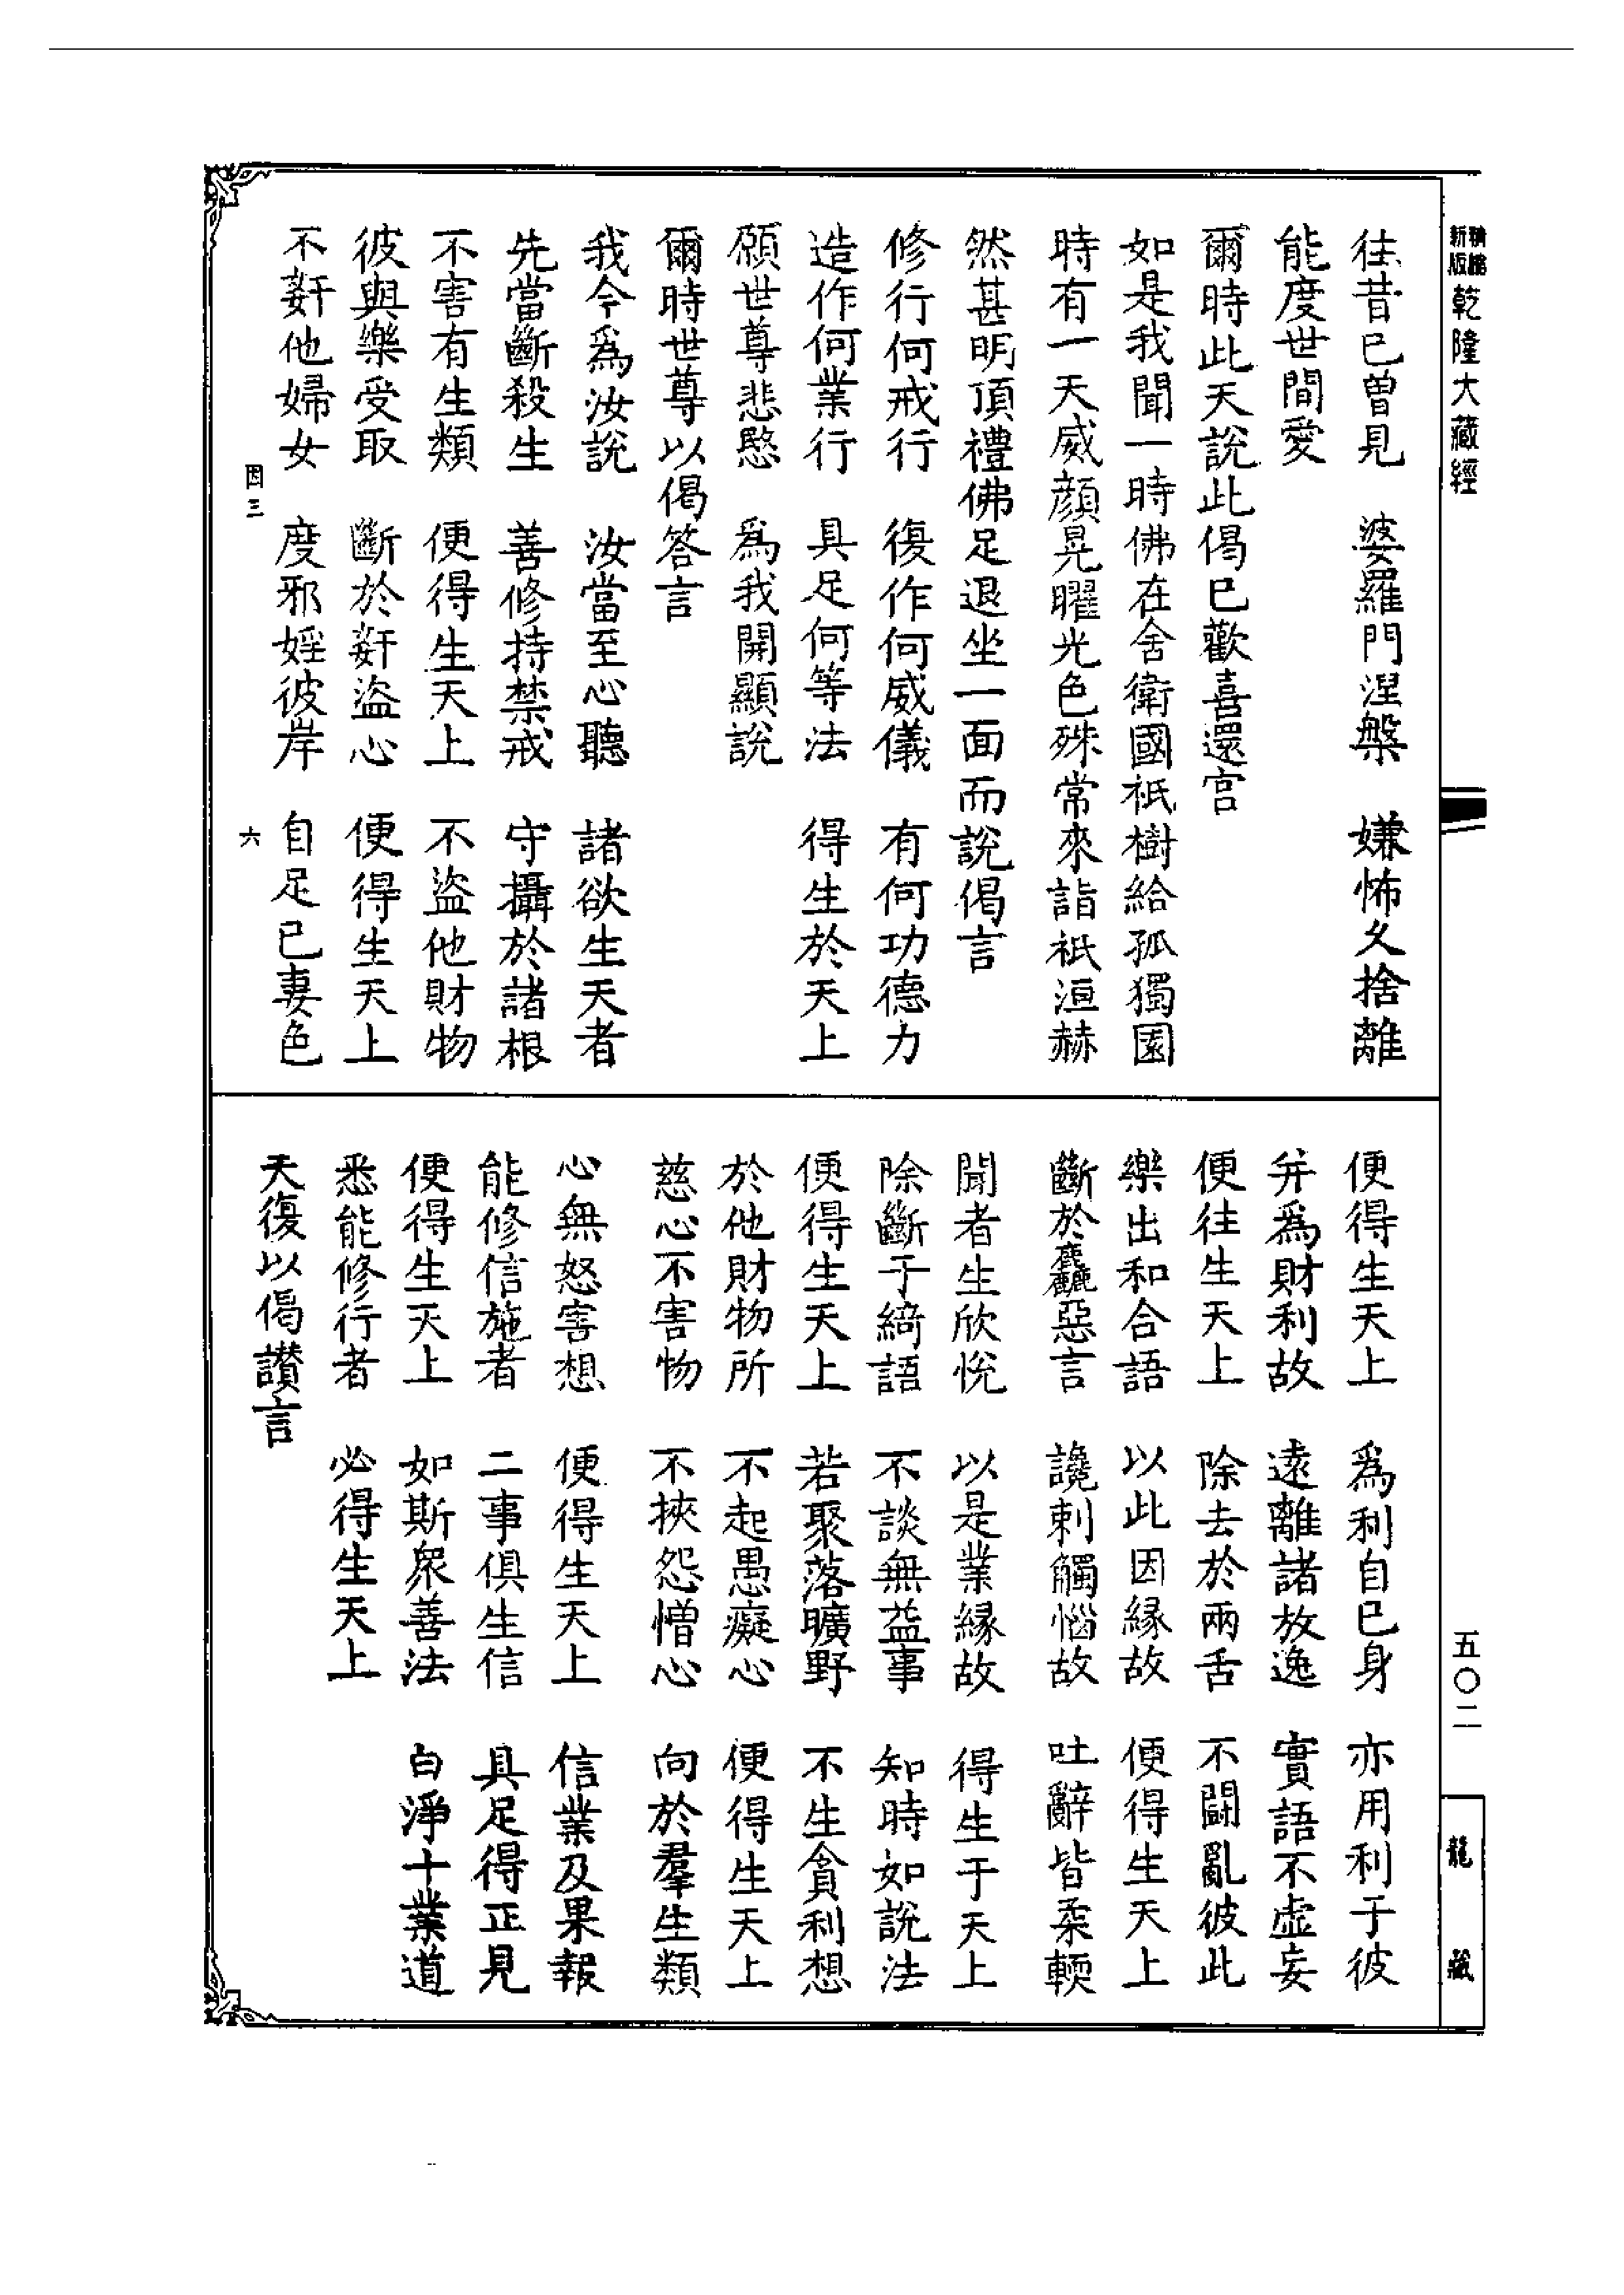 新版精縮乾隆大藏經
往昔已曾見　婆羅門涅槃　嫌怖久捨離
能度世間愛
爾時此天說此偈已歡喜還宮
如是我聞一時佛在舍衛國祇樹給孤獨園
時有一天威顏晃曜光色殊常來詣祇洹赫
然甚明頂禮佛足退坐一面而說偈言
修行何戒行　復作何威儀　有何功德力
造作何業行　具足何等法　得生於天上
願世尊悲愍　爲我開顯說
爾時世尊以偈答言
我今爲汝說　汝當至心聽　諸欲生天者
先當斷殺生　善修持禁戒　守攝於諸根
不害有生類　便得生天上　不盜他財物
彼與樂受取　斷於姧盜心　便得生天上
不姧他婦女　度邪婬彼岸　自足已妻色
因三　六
便得生天上　爲利自已身　亦用利于彼
并爲財利故　遠離諸放逸　實語不虛妄
便往生天上　除去於兩舌　不鬪亂彼此
樂出和合語　以此因緣故　便得生天上
斷於麤惡言　讒刺觸惱故　吐辭皆柔輭
聞者生欣悅　以是業緣故　得生于天上
除斷于綺語　不談無益事　知時如說法
便得生天上　若聚落曠野　不生貪利想
於他財物所　不起愚癡心　便得生天上
慈心不害物　不挾怨憎心　向於羣生類
心無怒害想　便得生天上　信業及果報
能修信施者　二事俱生信　具足得正見
便得生天上　如斯衆善法　白淨十業道
悉能修行者　必得生天上
天復以偈讃言
五〇二
龍藏